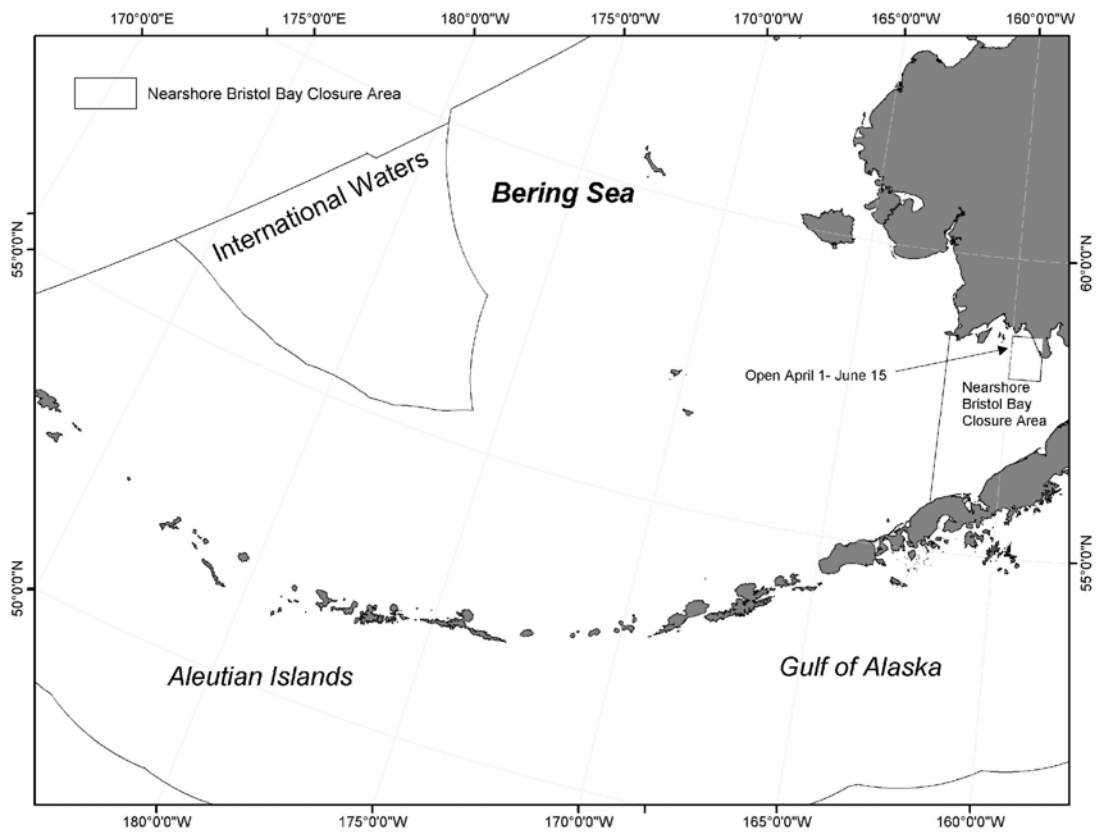 170°0'0"E 175°0'0"E 180°0'0"W 175°0'0"W 170°0'0"W 165°0'0"W 160°0'0"W
Nearshore Bristol Bay Closure Area
International Waters
Bering Sea
55°0'0"N
60°0'0"N
Open April 1- June 15
Nearshore
Bristol Bay
Closure Area
50°0'0"N
55°0'0"N
Aleutian Islands
Gulf of Alaska
180°0'0"W 175°0'0"W 170°0'0"W 165°0'0"W 160°0'0"W